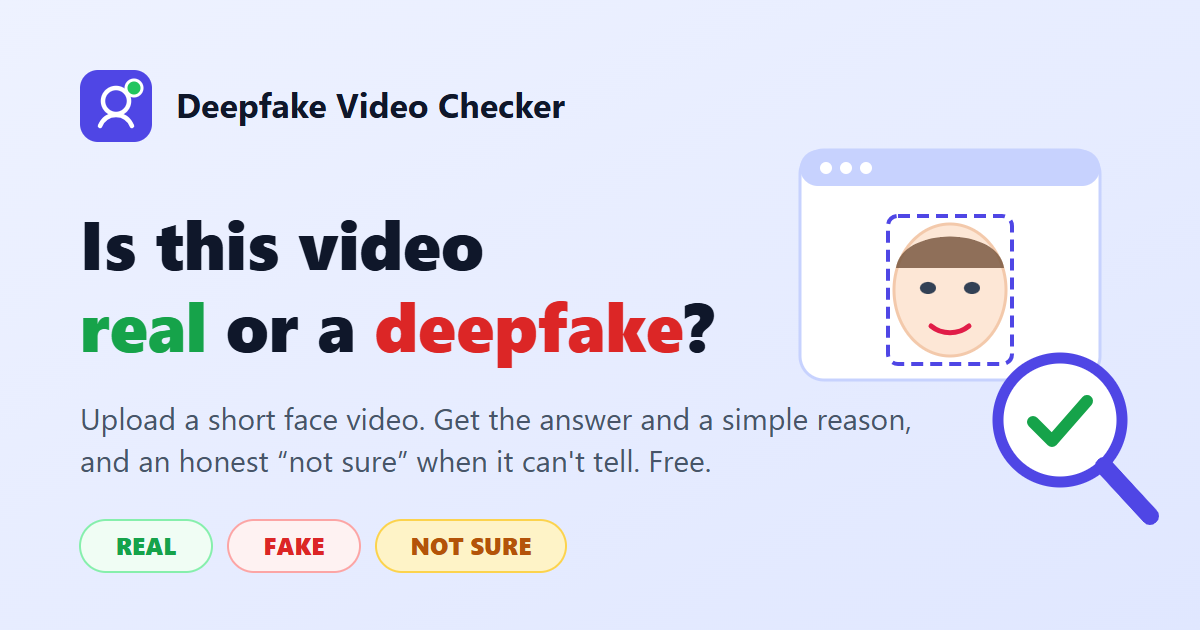 Deepfake Video Checker
Is this video
real or a deepfake?
Upload a short face video. Get the answer and a simple reason,
and an honest “not sure” when it can't tell. Free.
REAL
FAKE
NOT SURE